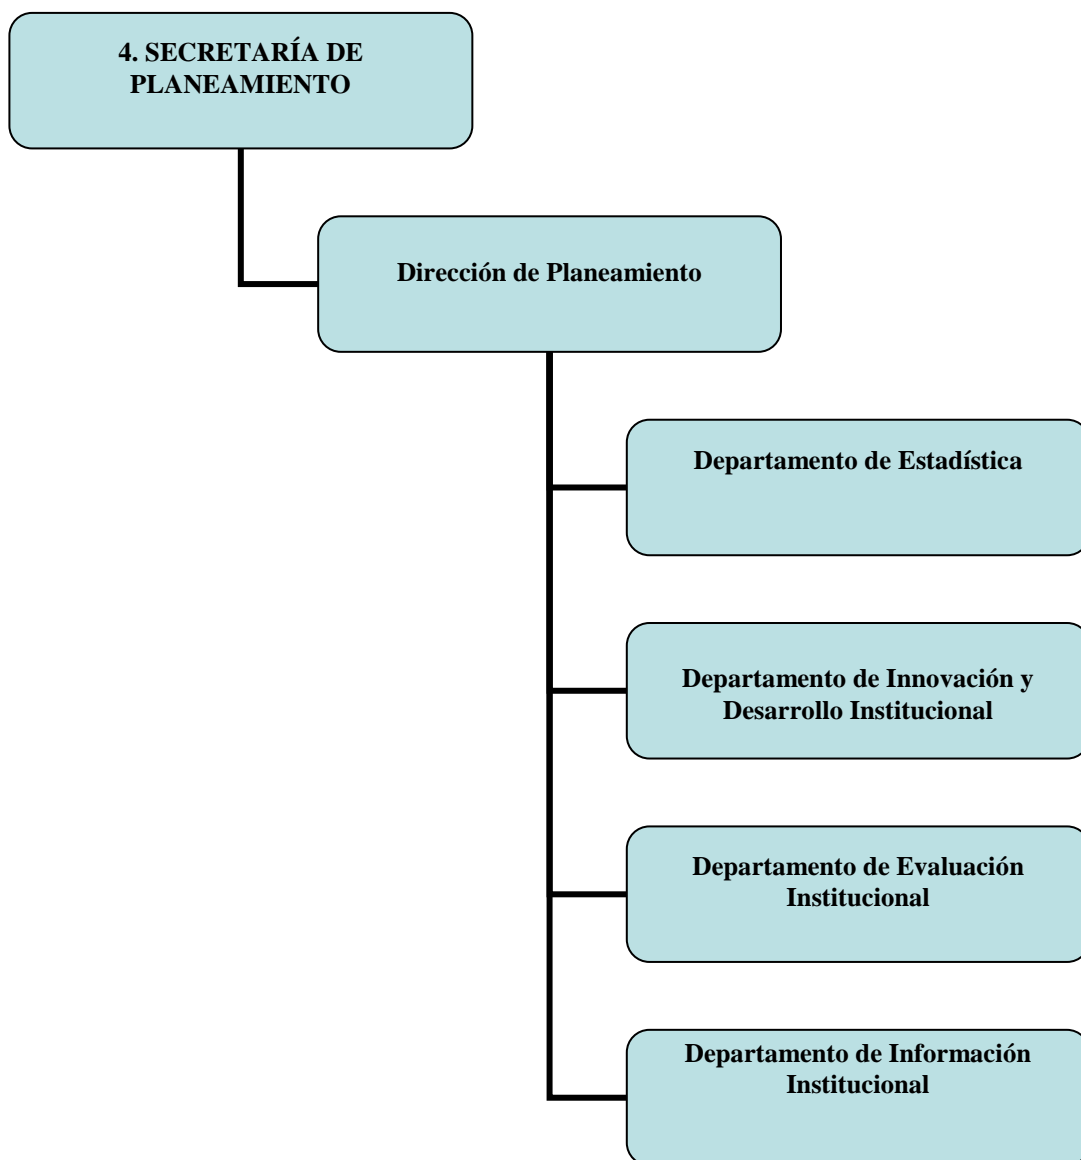 4. SECRETARÍA DE
PLANEAMIENTO
Dirección de Planeamiento
Departamento de Estadística
Departamento de Innovación y
Desarrollo Institucional
Departamento de Evaluación
Institucional
Departamento de Información
Institucional